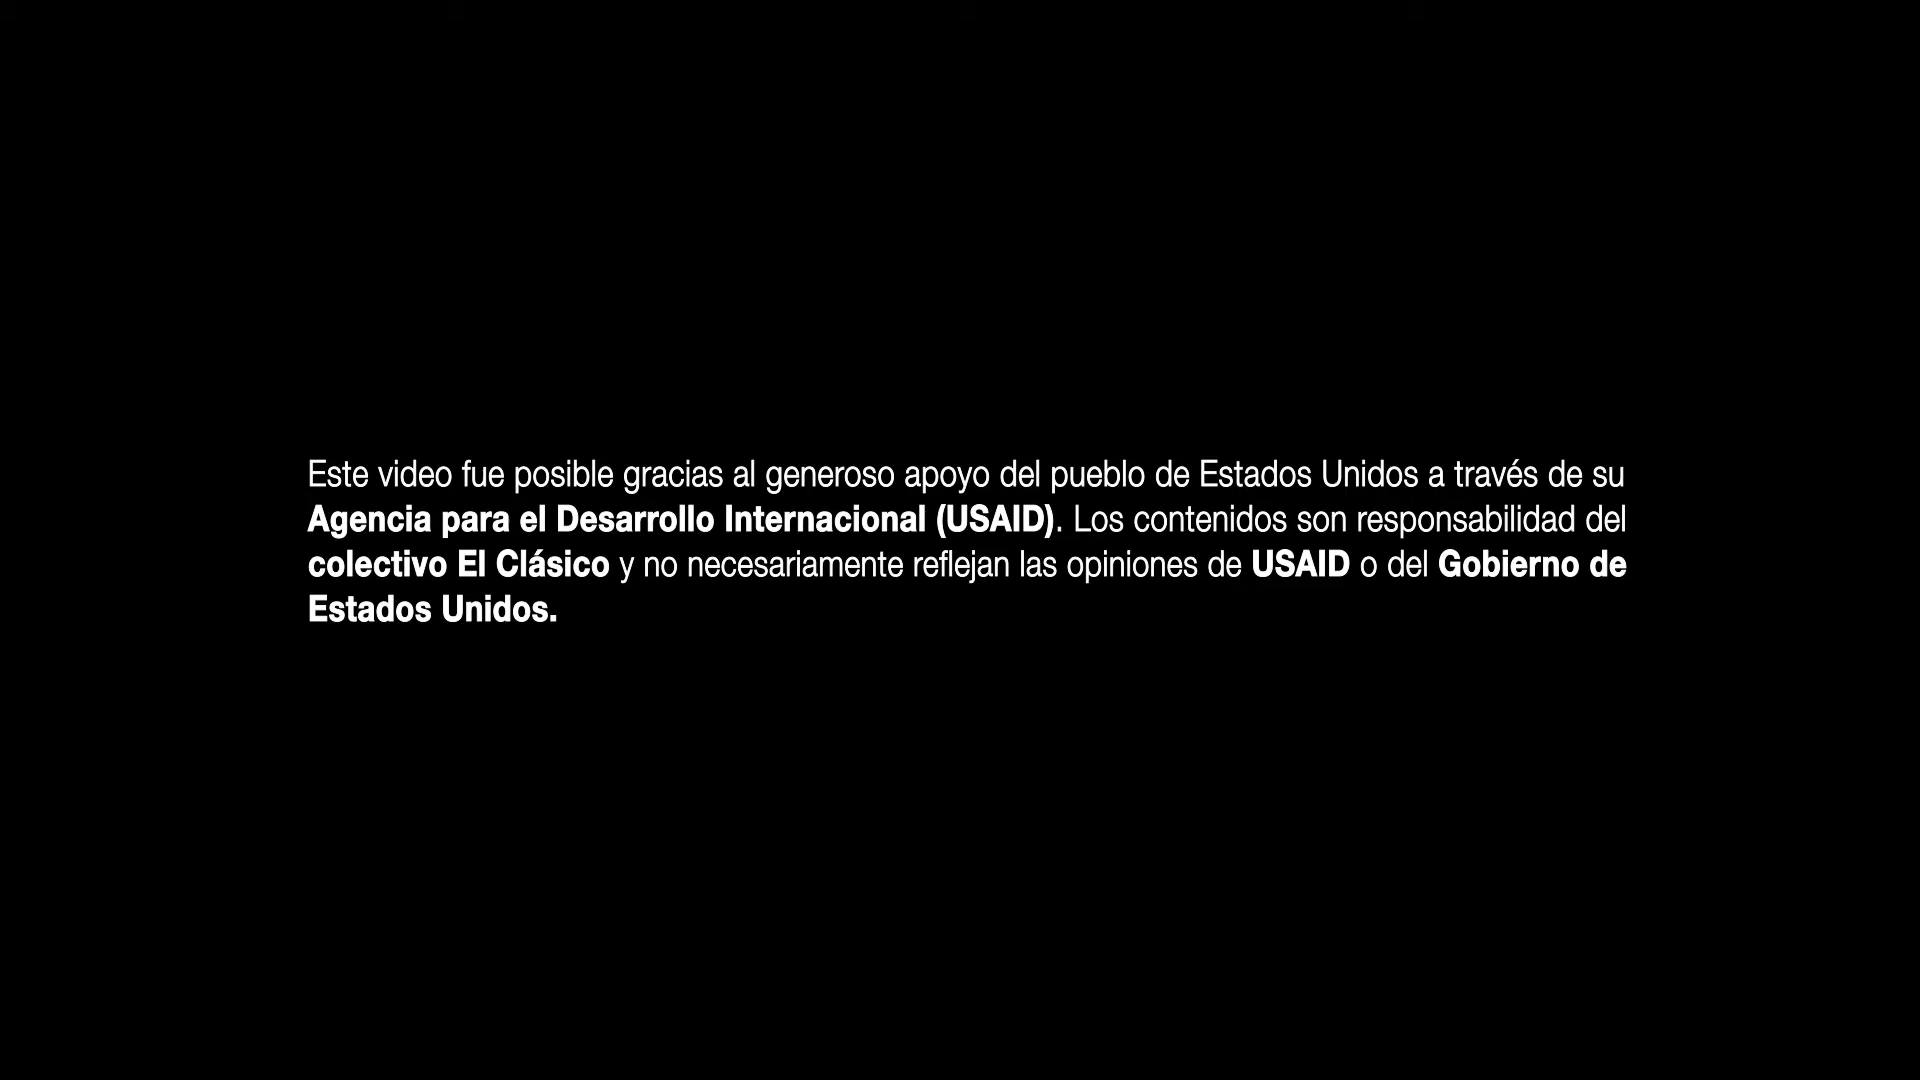 Este video fue posible gracias al generoso apoyo del pueblo de Estados Unidos a través de su
Agencia para el Desarrollo Internacional (USAID). Los contenidos son responsabilidad del
colectivo El Clásico y no necesariamente reflejan las opiniones de USAID o del Gobierno de
Estados Unidos.